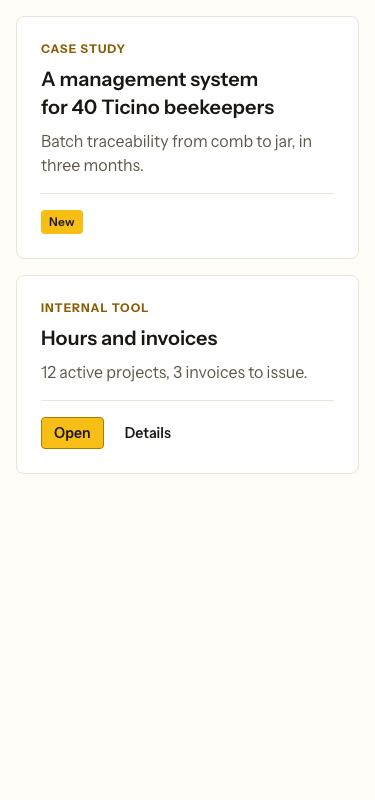 CASE STUDY
A management system
for 40 Ticino beekeepers
Batch traceability from comb to jar, in
three months.
New
INTERNAL TOOL
Hours and invoices
12 active projects, 3 invoices to issue.
Open Details